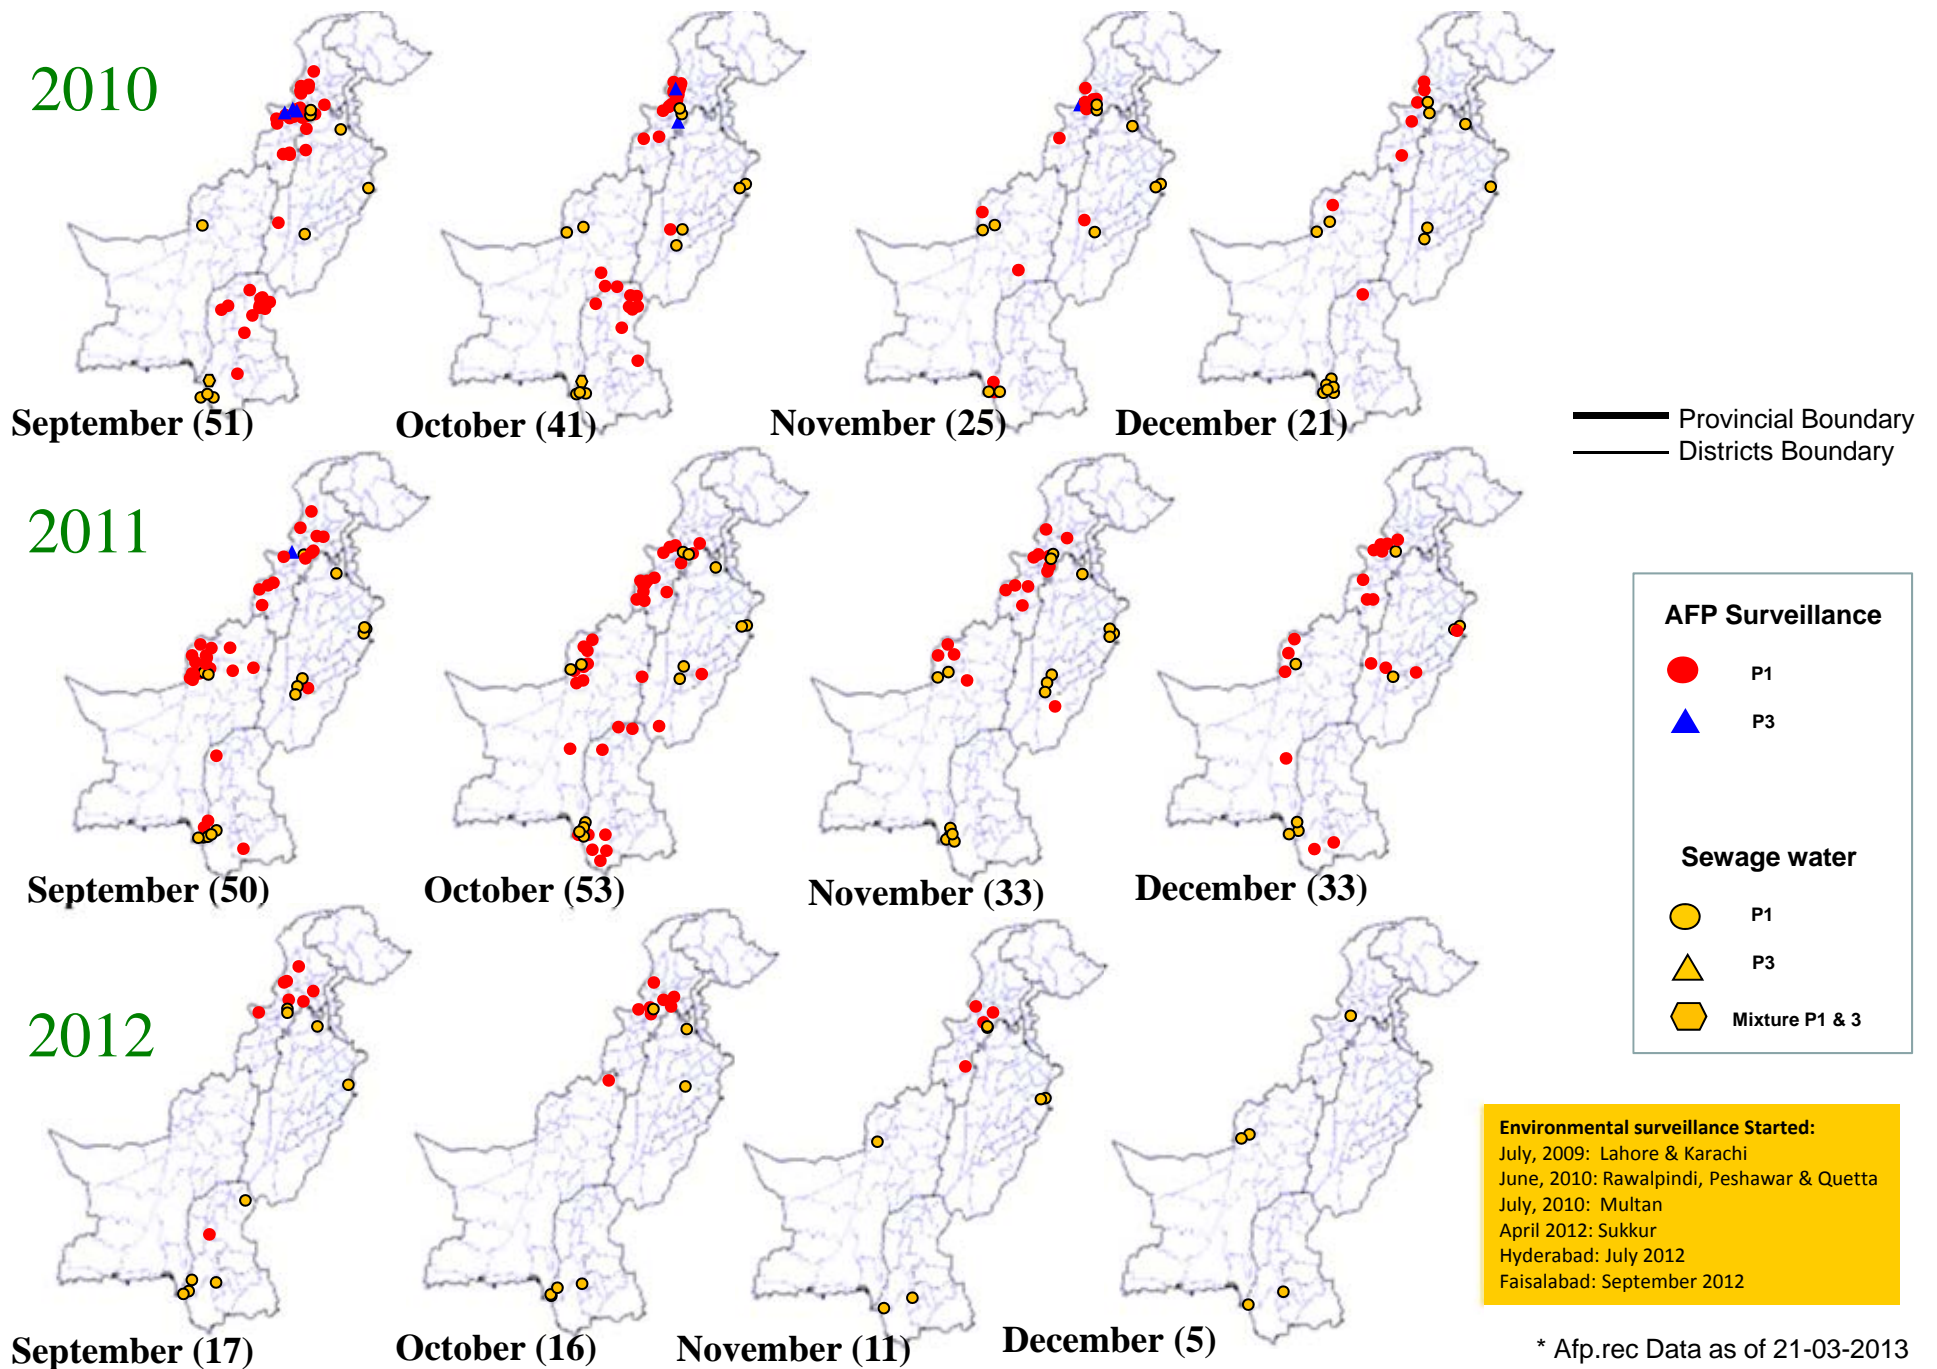 2010
September (51)
October (41)
November (25)
December (21)
Provincial Boundary
Districts Boundary
2011
September (50)
October (53)
November (33)
December (33)
AFP Surveillance
P1
P3
Sewage water
P1
P3
Mixture P1 & 3
2012
September (17)
October (16)
November (11)
December (5)
Environmental surveillance Started:
July, 2009: Lahore & Karachi
June, 2010: Rawalpindi, Peshawar & Quetta
July, 2010: Multan
April 2012: Sukkur
Hyderabad: July 2012
Faisalabad: September 2012
* Afp.rec Data as of 21-03-2013